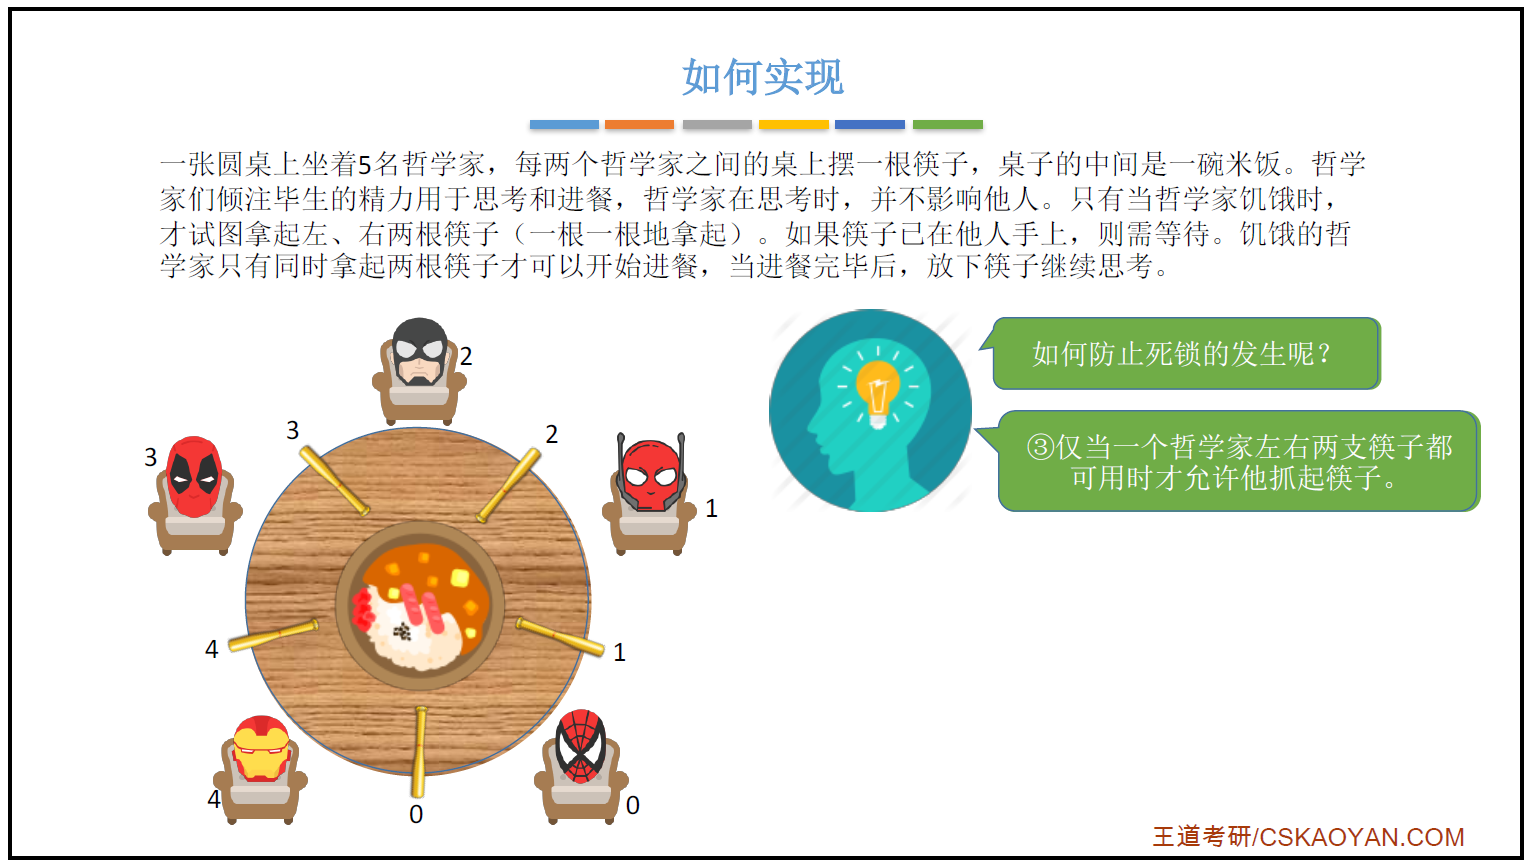 如何实现
一张圆桌上坐着5名哲学家，每两个哲学家之间的桌上摆一根筷子，桌子的中间是一碗米饭。哲学
家们倾注毕生的精力用于思考和进餐，哲学家在思考时，并不影响他人。只有当哲学家饥饿时，
才试图拿起左、右两根筷子（一根一根地拿起）。如果筷子已在他人手上，则需等待。饥饿的哲
学家只有同时拿起两根筷子才可以开始进餐，当进餐完毕后，放下筷子继续思考。
如何防止死锁的发生呢？
③仅当一个哲学家左右两支筷子都
可用时才允许他抓起筷子。
2
3
2
3
1
4
1
4
0
0
王道考研/CSKAOYAN.COM